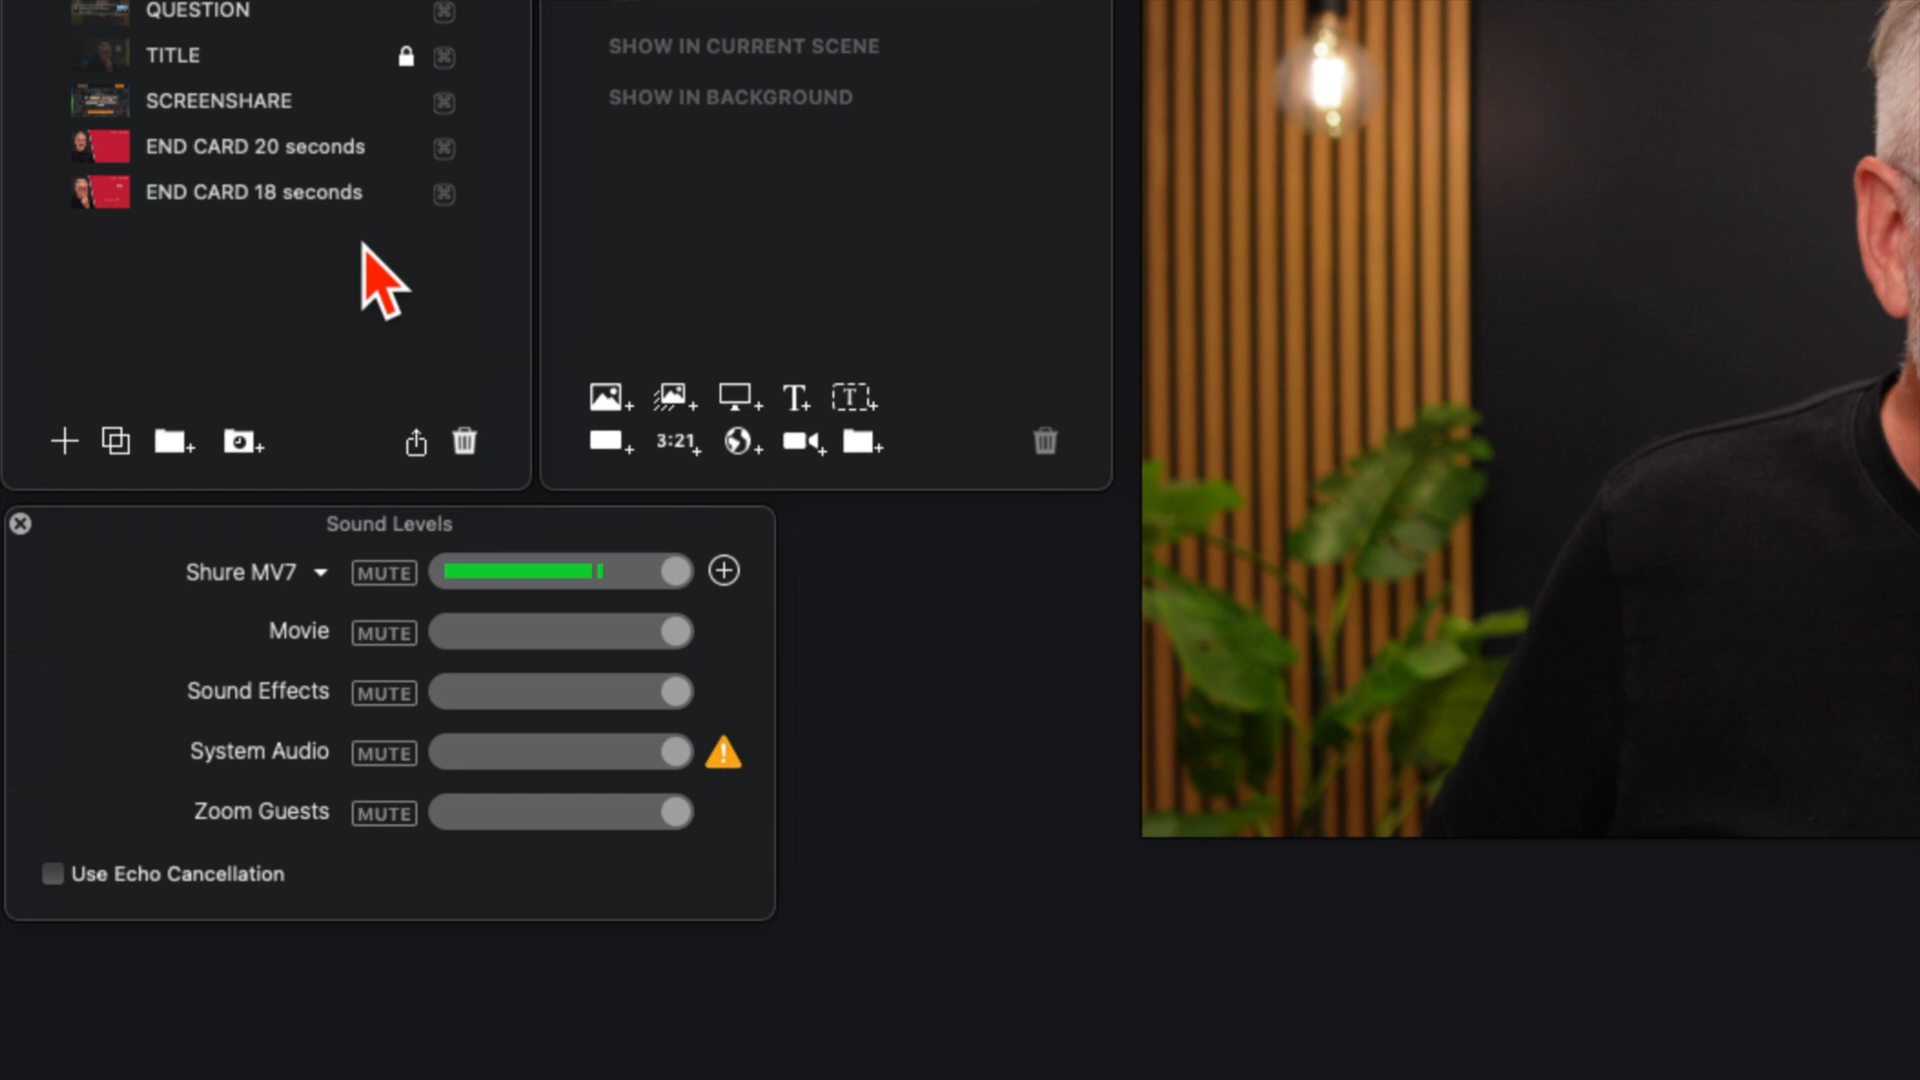 QUESTION
TITLE
SCREENSHARE
END CARD 20 seconds
END CARD 18 seconds
SHOW IN CURRENT SCENE
SHOW IN BACKGROUND
T
T
3:21
Sound Levels
Shure MV7 MUTE
Movie MUTE
Sound Effects MUTE
System Audio MUTE
Zoom Guests MUTE
Use Echo Cancellation